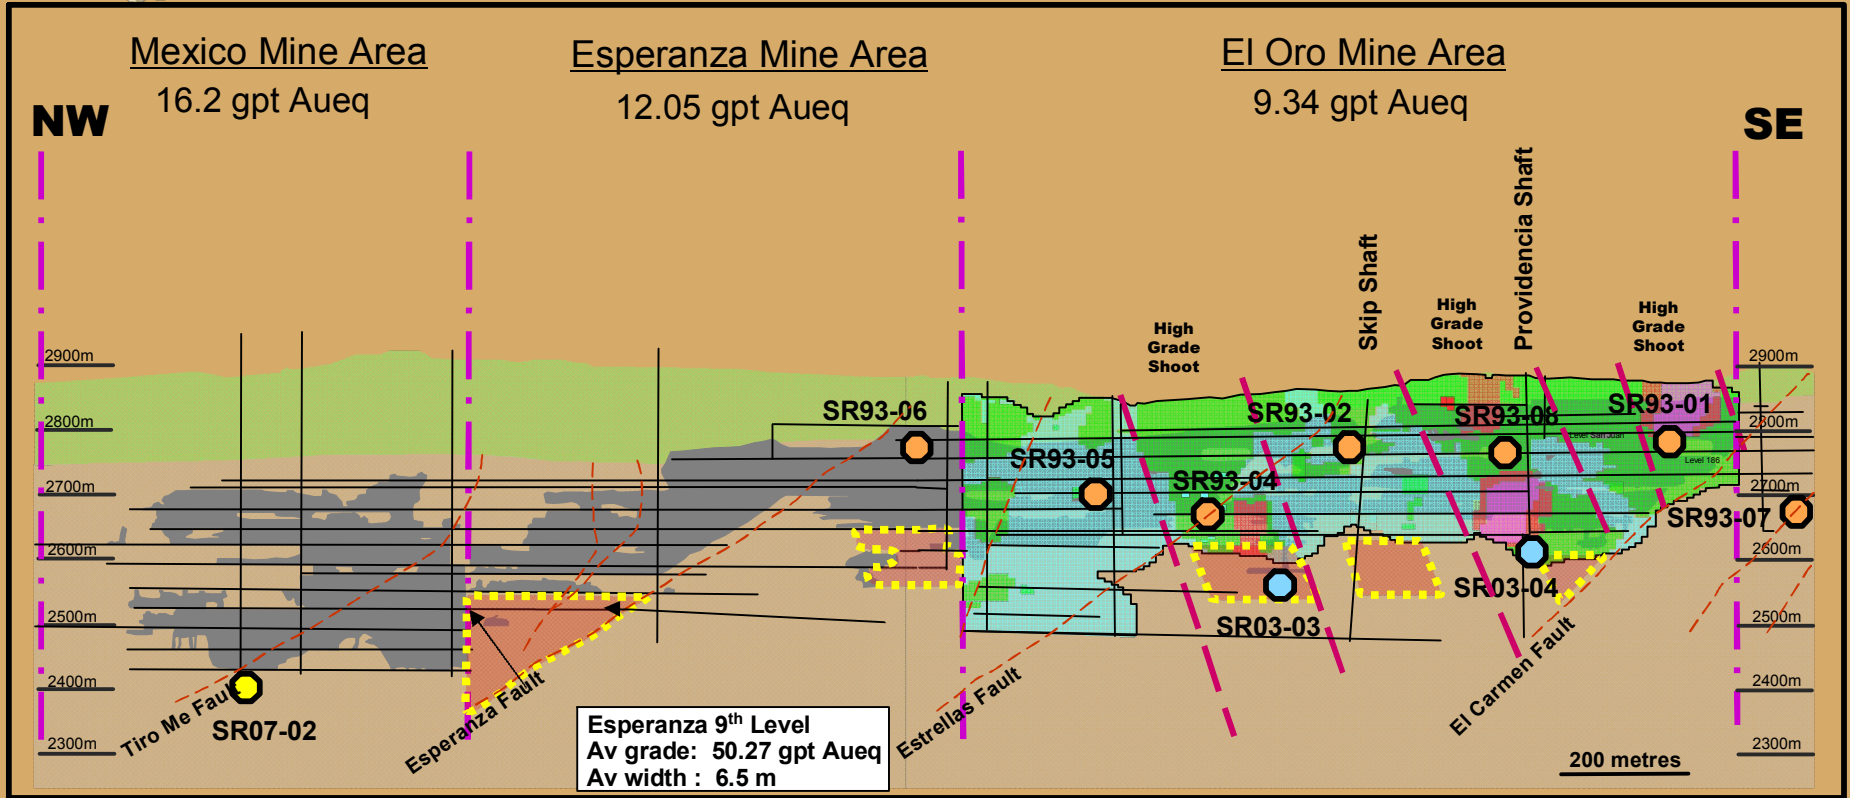 Mexico Mine Area
16.2 gpt Aueq
Esperanza Mine Area
12.05 gpt Aueq
El Oro Mine Area
9.34 gpt Aueq
NW
SE
Skip Shaft
Providencia Shaft
High
Grade
Shoot
High
Grade
Shoot
High
Grade
Shoot
2900m
2800m
2700m
2600m
2500m
2400m
2300m
2900m
2800m
2700m
2600m
2500m
2400m
2300m
SR93-06
SR93-02
SR93-08
SR93-01
Level San Juan
SR93-05
Level 186
SR93-04
SR93-07
SR03-04
SR03-03
SR07-02
Tiro Me Fault
Esperanza Fault
Estrellas Fault
El Carmen Fault
Esperanza 9th Level
Av grade: 50.27 gpt Aueq
Av width : 6.5 m
200 metres